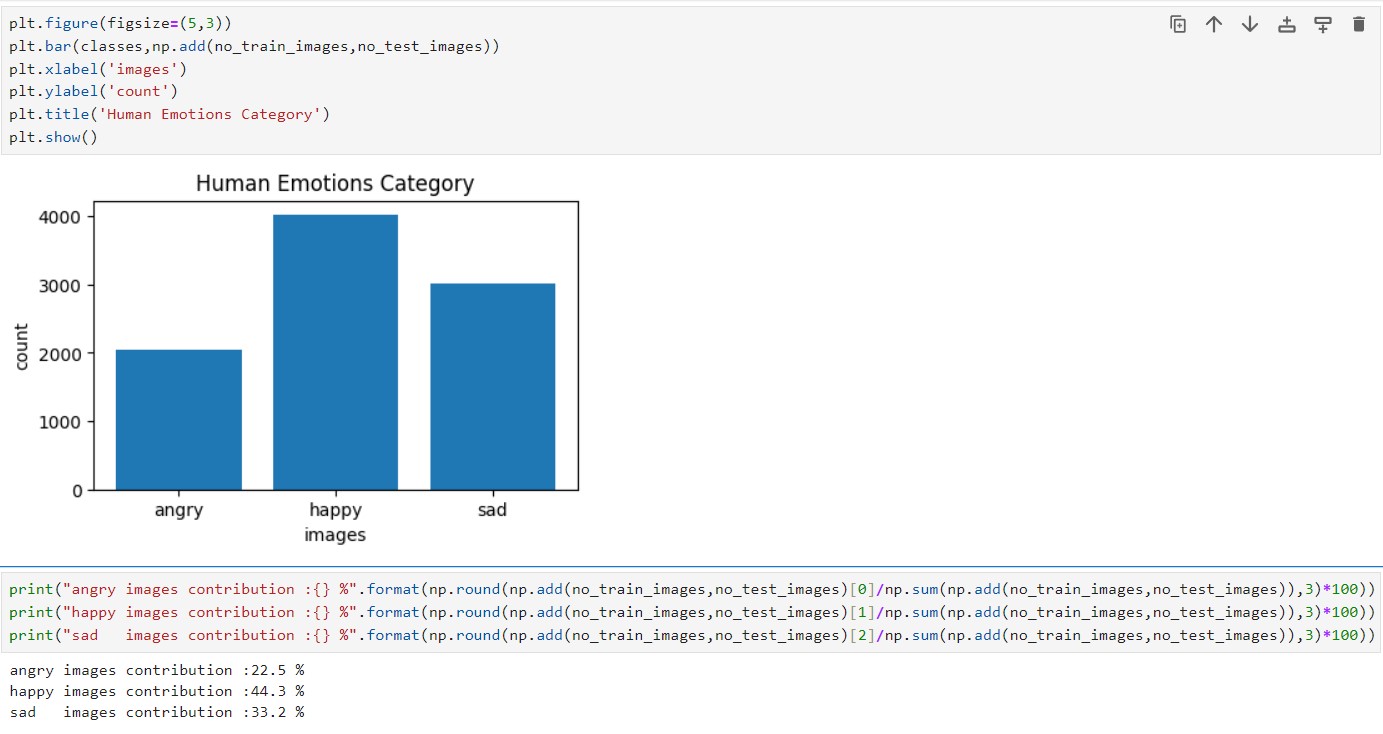 plt.figure(figsize=(5,3))
plt.bar(classes,np.add(no_train_images,no_test_images))
plt.xlabel('images')
plt.ylabel('count')
plt.title('Human Emotions Category')
plt.show()
Human Emotions Category
4000
3000
2000
1000
0
count
angry happy sad
images
print("angry images contribution :{} %".format(np.round(np.add(no_train_images,no_test_images)[0]/np.sum(np.add(no_train_images,no_test_images)),3)*100))
print("happy images contribution :{} %".format(np.round(np.add(no_train_images,no_test_images)[1]/np.sum(np.add(no_train_images,no_test_images)),3)*100))
print("sad   images contribution :{} %".format(np.round(np.add(no_train_images,no_test_images)[2]/np.sum(np.add(no_train_images,no_test_images)),3)*100))
angry images contribution :22.5 %
happy images contribution :44.3 %
sad   images contribution :33.2 %